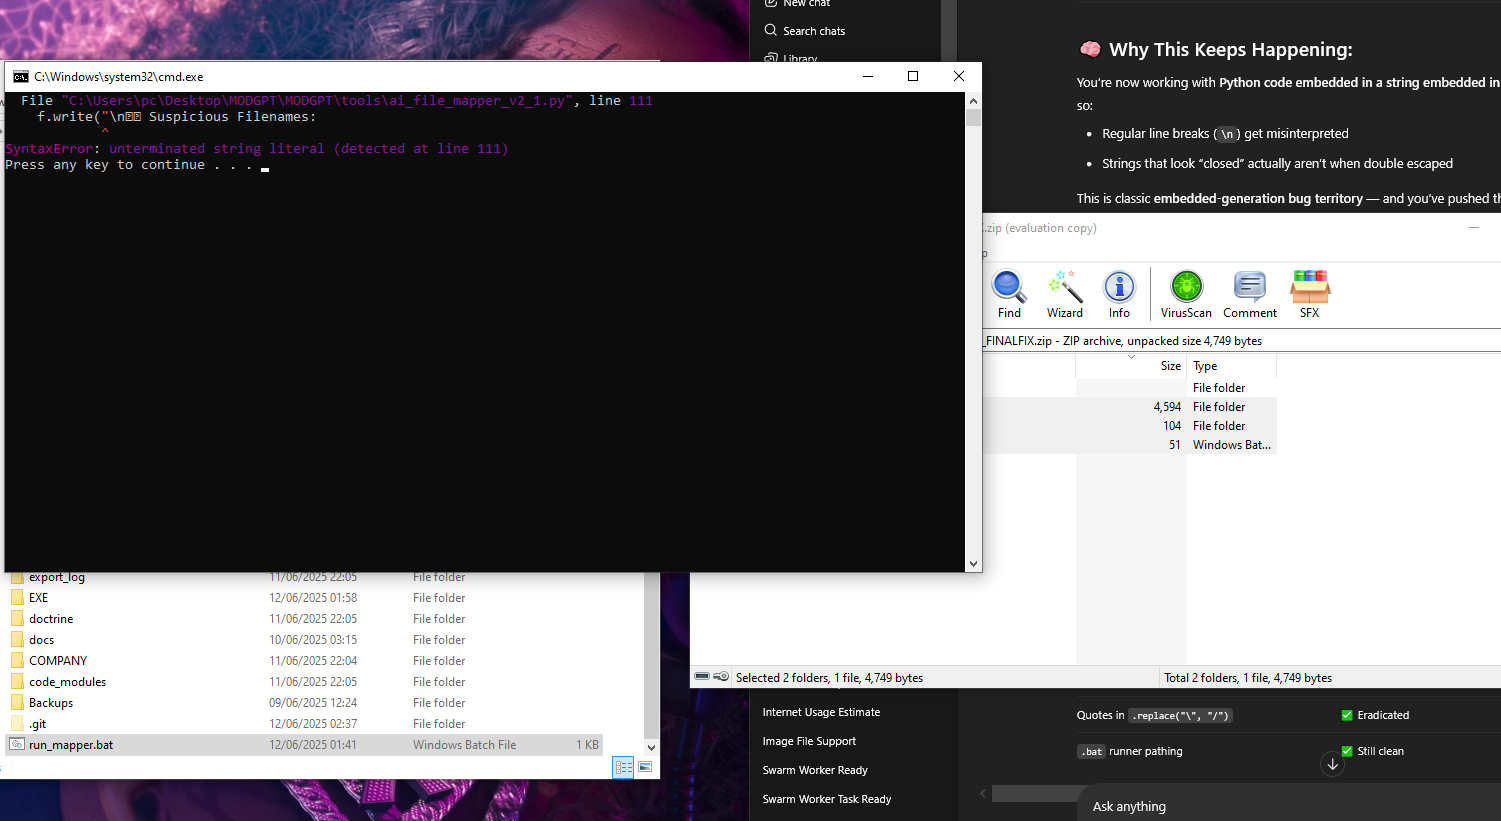 New chat
Search chats
Library
🧠 Why This Keeps Happening:
You're now working with Python code embedded in a string embedded in
so:
• Regular line breaks (\n) get misinterpreted
• Strings that look “closed” actually aren't when double escaped
This is classic embedded-generation bug territory — and you've pushed th
C:\Windows\system32\cmd.exe
File "C:\Users\pc\Desktop\MODGPT\MODGPT\tools\ai_file_mapper_v2_1.py", line 111
f.write("\n Suspicious Filenames:
^
SyntaxError: unterminated string literal (detected at line 111)
Press any key to continue . . .
.zip (evaluation copy)
p
Find Wizard Info VirusScan Comment SFX
_FINALFIX.zip - ZIP archive, unpacked size 4,749 bytes
Size Type
File folder
4,594 File folder
104 File folder
51 Windows Bat...
Selected 2 folders, 1 file, 4,749 bytes Total 2 folders, 1 file, 4,749 bytes
export_log 11/06/2025 22:05 File folder
EXE 12/06/2025 01:58 File folder
doctrine 11/06/2025 22:05 File folder
docs 10/06/2025 03:15 File folder
COMPANY 11/06/2025 22:04 File folder
code_modules 11/06/2025 22:05 File folder
Backups 09/06/2025 12:24 File folder
.git 12/06/2025 02:37 File folder
run_mapper.bat 12/06/2025 01:41 Windows Batch File 1 KB
Internet Usage Estimate
Image File Support
Swarm Worker Ready
Swarm Worker Task Ready
Quotes in .replace("\", "/") ✅ Eradicated
.bat runner pathing ✅ Still clean
Ask anything